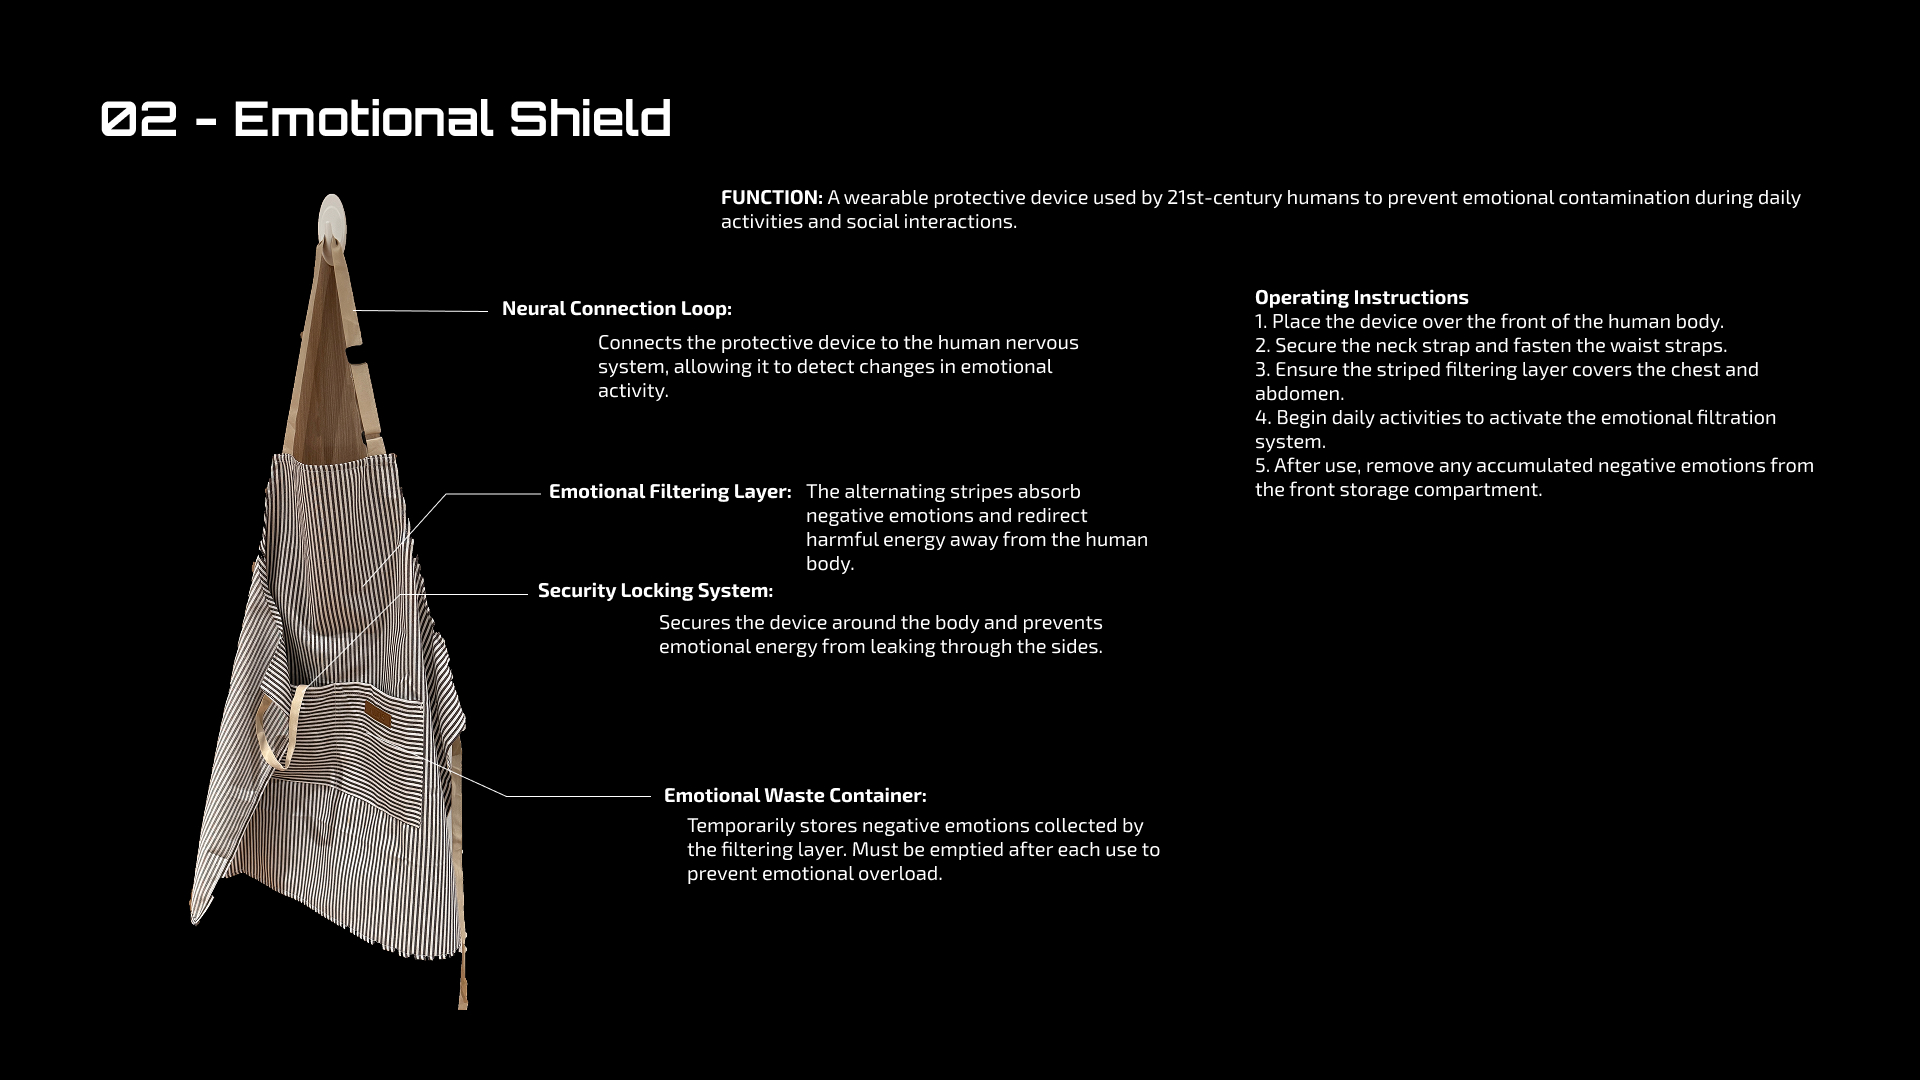 02 - Emotional Shield
FUNCTION: A wearable protective device used by 21st-century humans to prevent emotional contamination during daily
activities and social interactions.
Neural Connection Loop:
Connects the protective device to the human nervous
system, allowing it to detect changes in emotional
activity.
Emotional Filtering Layer:
The alternating stripes absorb
negative emotions and redirect
harmful energy away from the human
body.
Security Locking System:
Secures the device around the body and prevents
emotional energy from leaking through the sides.
Emotional Waste Container:
Temporarily stores negative emotions collected by
the filtering layer. Must be emptied after each use to
prevent emotional overload.
Operating Instructions
1. Place the device over the front of the human body.
2. Secure the neck strap and fasten the waist straps.
3. Ensure the striped filtering layer covers the chest and
abdomen.
4. Begin daily activities to activate the emotional filtration
system.
5. After use, remove any accumulated negative emotions from
the front storage compartment.